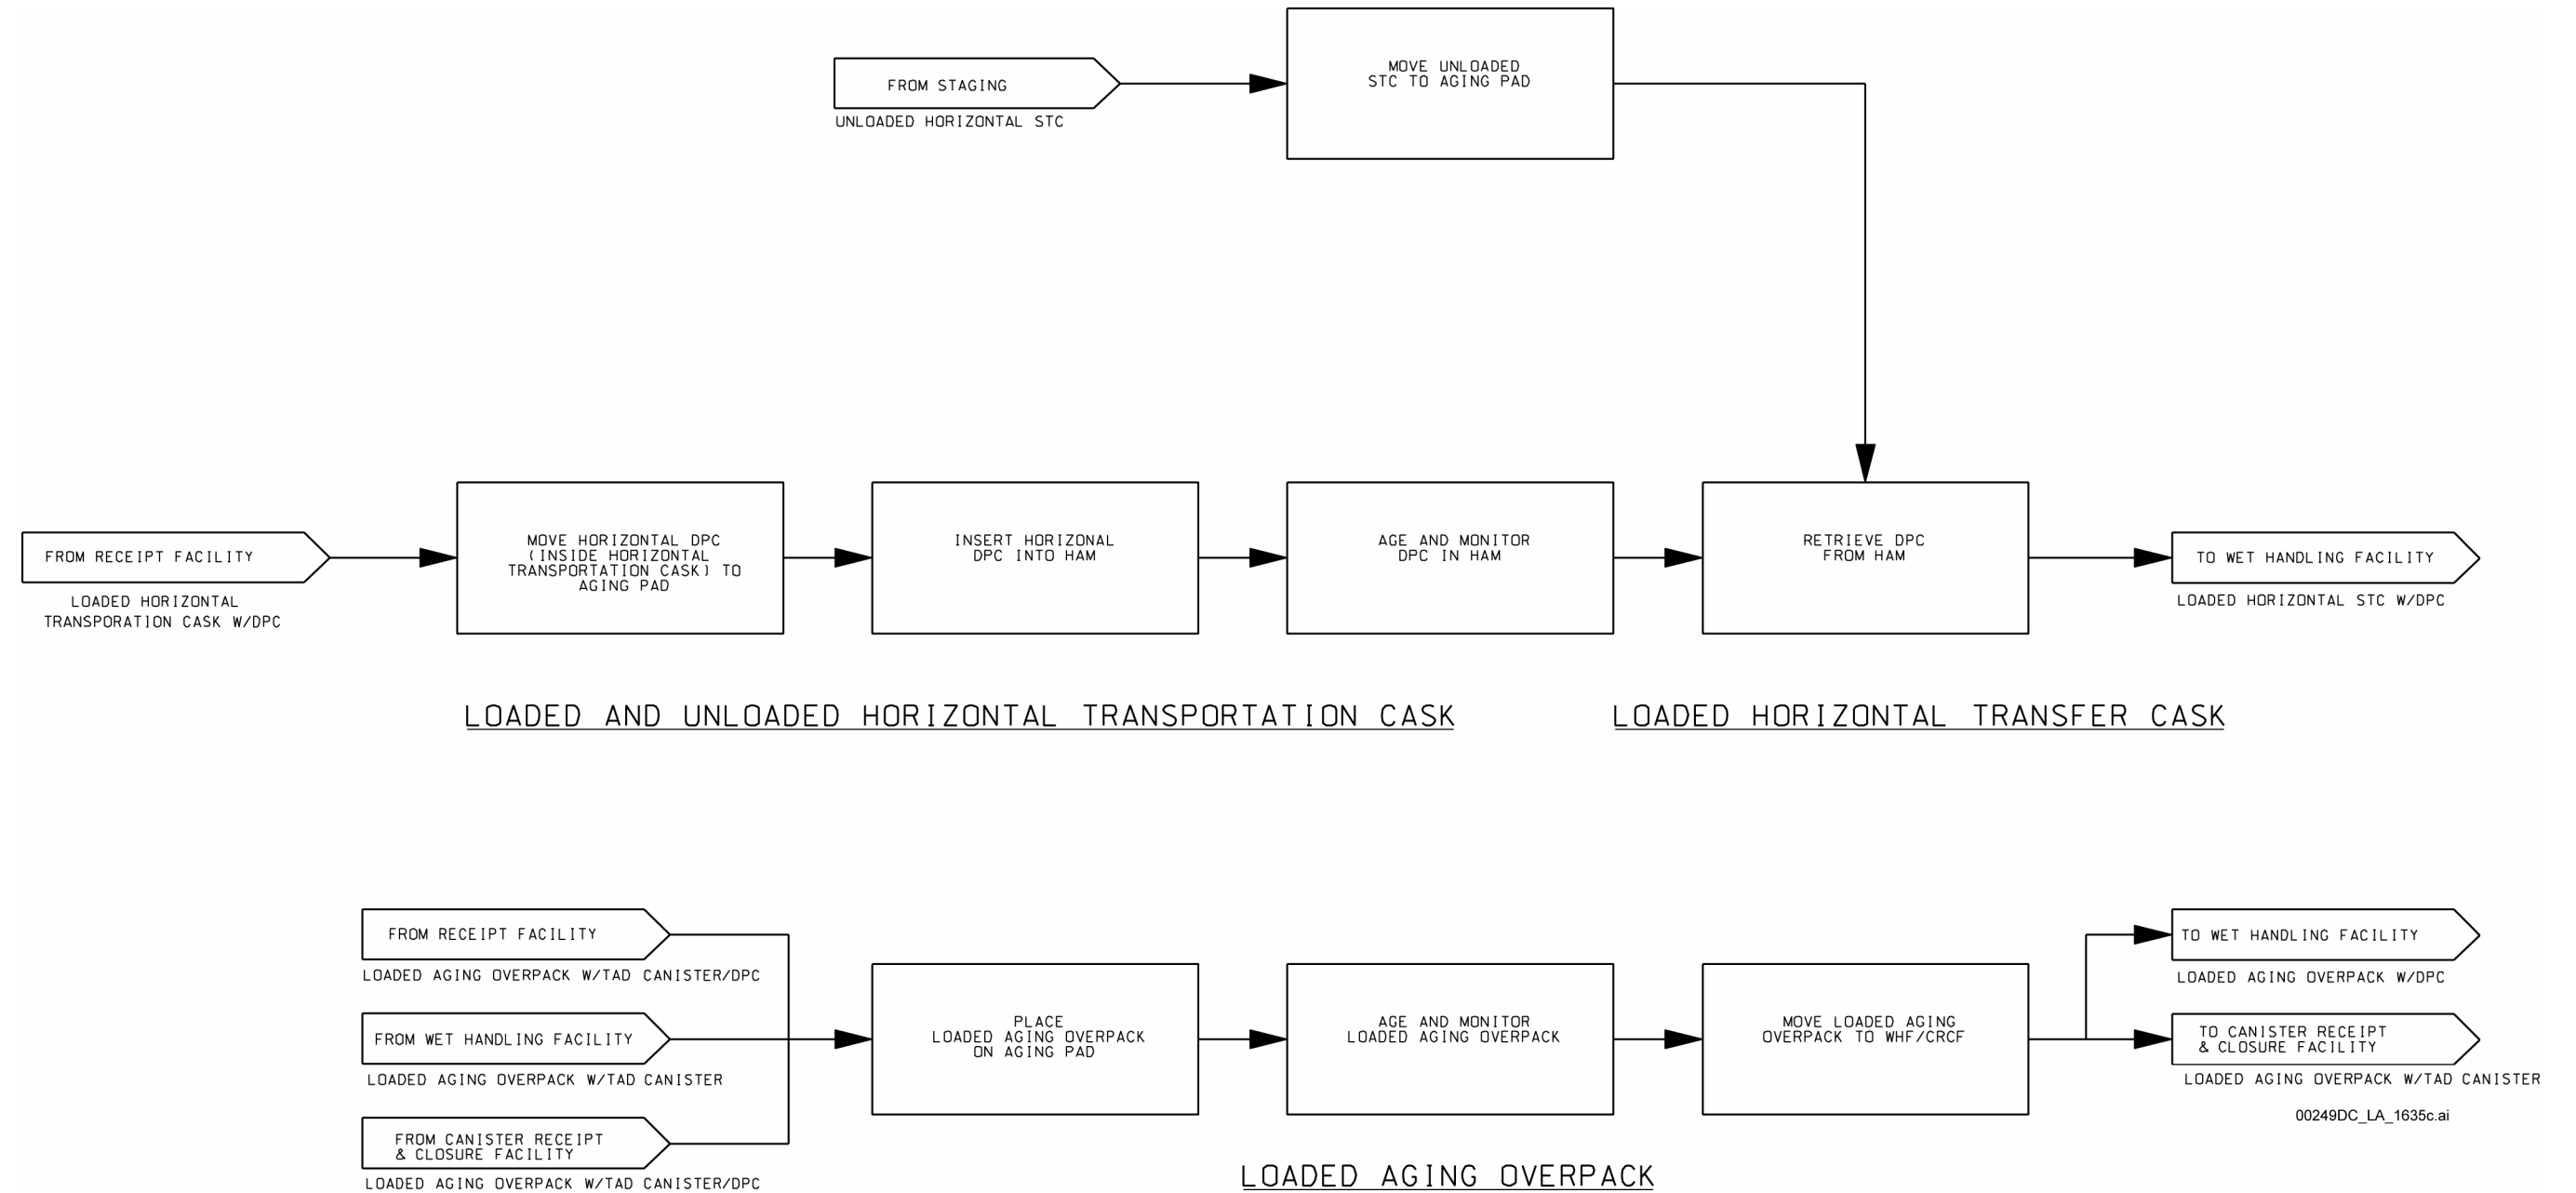 MOVE UNLOADED
STC TO AGING PAD
FROM STAGING
UNLOADED HORIZONTAL STC
FROM RECEIPT FACILITY
LOADED HORIZONTAL
TRANSPORATION CASK W/DPC
MOVE HORIZONTAL DPC
(INSIDE HORIZONTAL
TRANSPORTATION CASK) TO
AGING PAD
INSERT HORIZONAL
DPC INTO HAM
AGE AND MONITOR
DPC IN HAM
RETRIEVE DPC
FROM HAM
TO WET HANDLING FACILITY
LOADED HORIZONTAL STC W/DPC
LOADED AND UNLOADED HORIZONTAL TRANSPORTATION CASK
LOADED HORIZONTAL TRANSFER CASK
FROM RECEIPT FACILITY
LOADED AGING OVERPACK W/TAD CANISTER/DPC
FROM WET HANDLING FACILITY
LOADED AGING OVERPACK W/TAD CANISTER
FROM CANISTER RECEIPT
& CLOSURE FACILITY
LOADED AGING OVERPACK W/TAD CANISTER/DPC
PLACE
LOADED AGING OVERPACK
ON AGING PAD
AGE AND MONITOR
LOADED AGING OVERPACK
MOVE LOADED AGING
OVERPACK TO WHF/CRCF
TO WET HANDLING FACILITY
LOADED AGING OVERPACK W/DPC
TO CANISTER RECEIPT
& CLOSURE FACILITY
LOADED AGING OVERPACK W/TAD CANISTER
00249DC_LA_1635c.ai
LOADED AGING OVERPACK